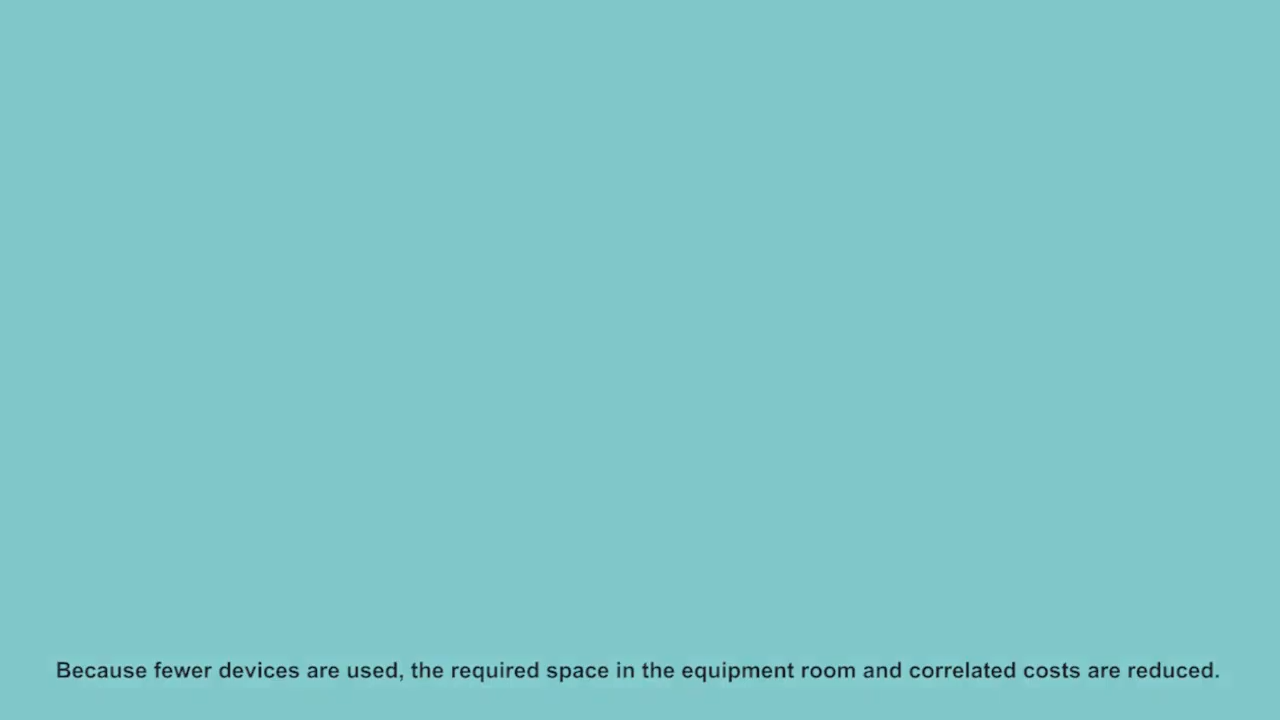 Because fewer devices are used, the required space in the equipment room and correlated costs are reduced.